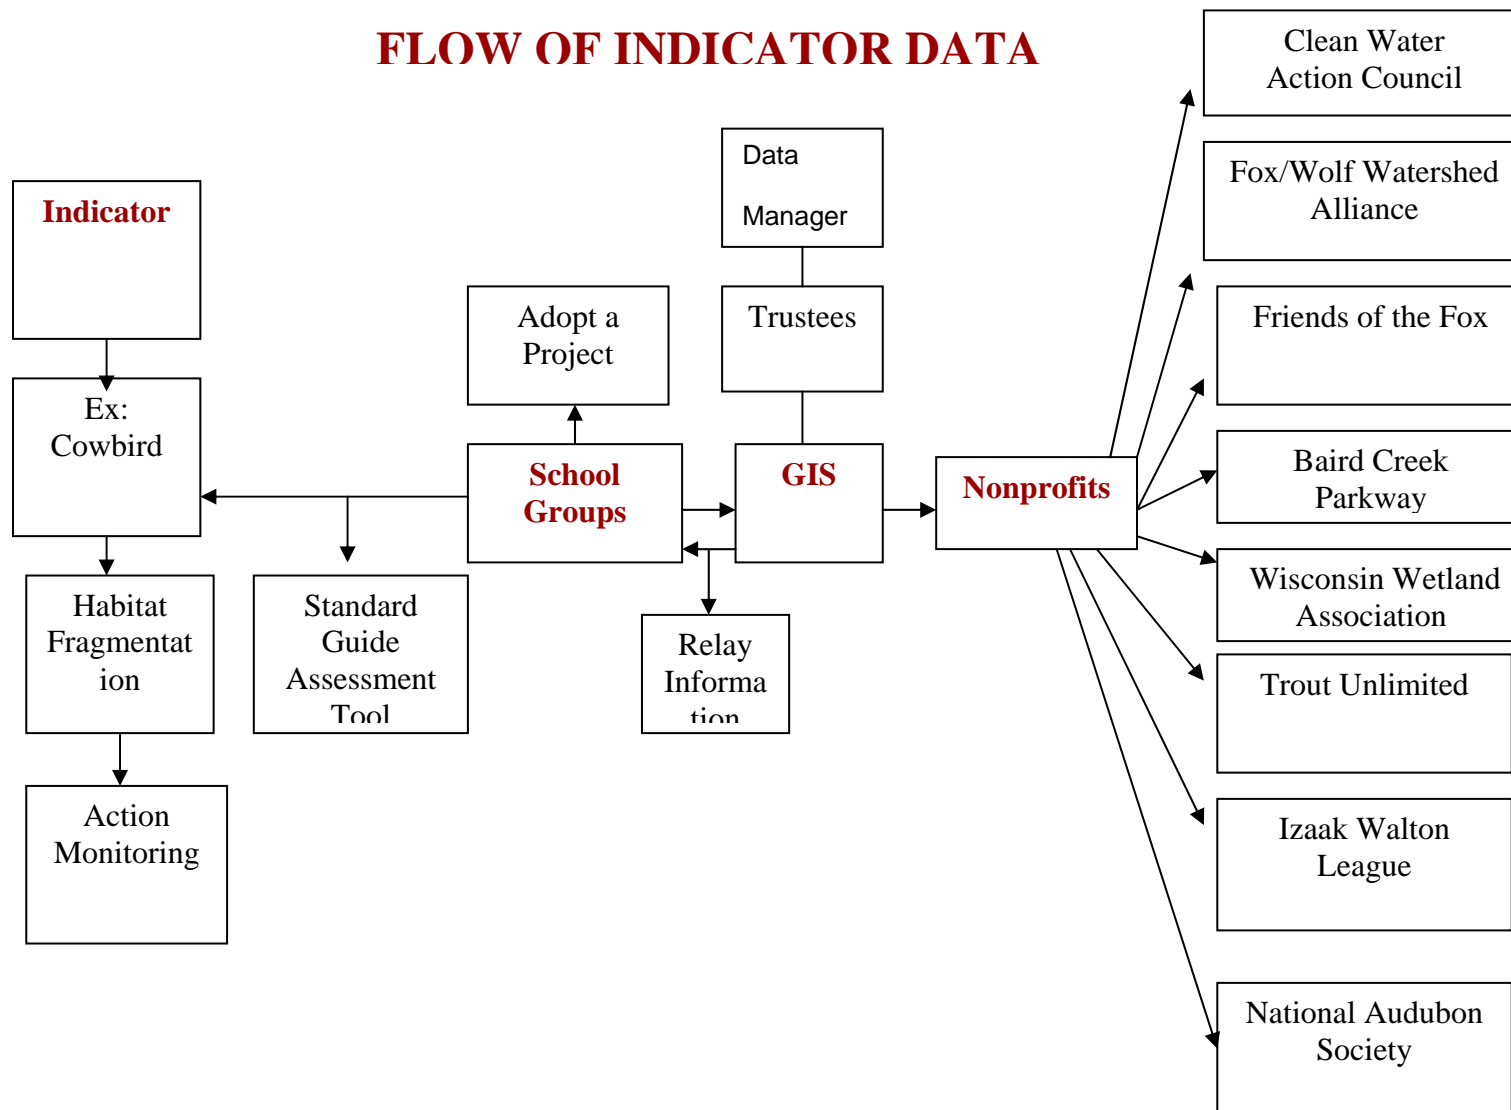 FLOW OF INDICATOR DATA
Clean Water
Action Council
Data
Manager
Fox/Wolf Watershed
Alliance
Indicator
Adopt a
Project
Trustees
Friends of the Fox
Ex:
Cowbird
School
Groups
GIS
Nonprofits
Baird Creek
Parkway
Habitat
Fragmentat
ion
Standard
Guide
Assessment
Tool
Relay
Informa
tion
Wisconsin Wetland
Association
Trout Unlimited
Action
Monitoring
Izaak Walton
League
National Audubon
Society